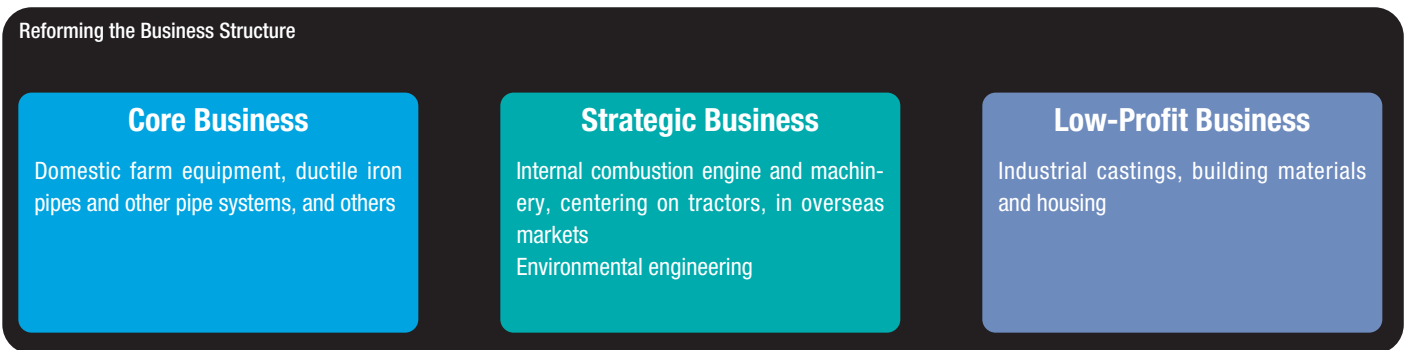 Reforming the Business Structure
Core Business
Domestic farm equipment, ductile iron
pipes and other pipe systems, and others
Strategic Business
Internal combustion engine and machin-
ery, centering on tractors, in overseas
markets
Environmental engineering
Low-Profit Business
Industrial castings, building materials
and housing